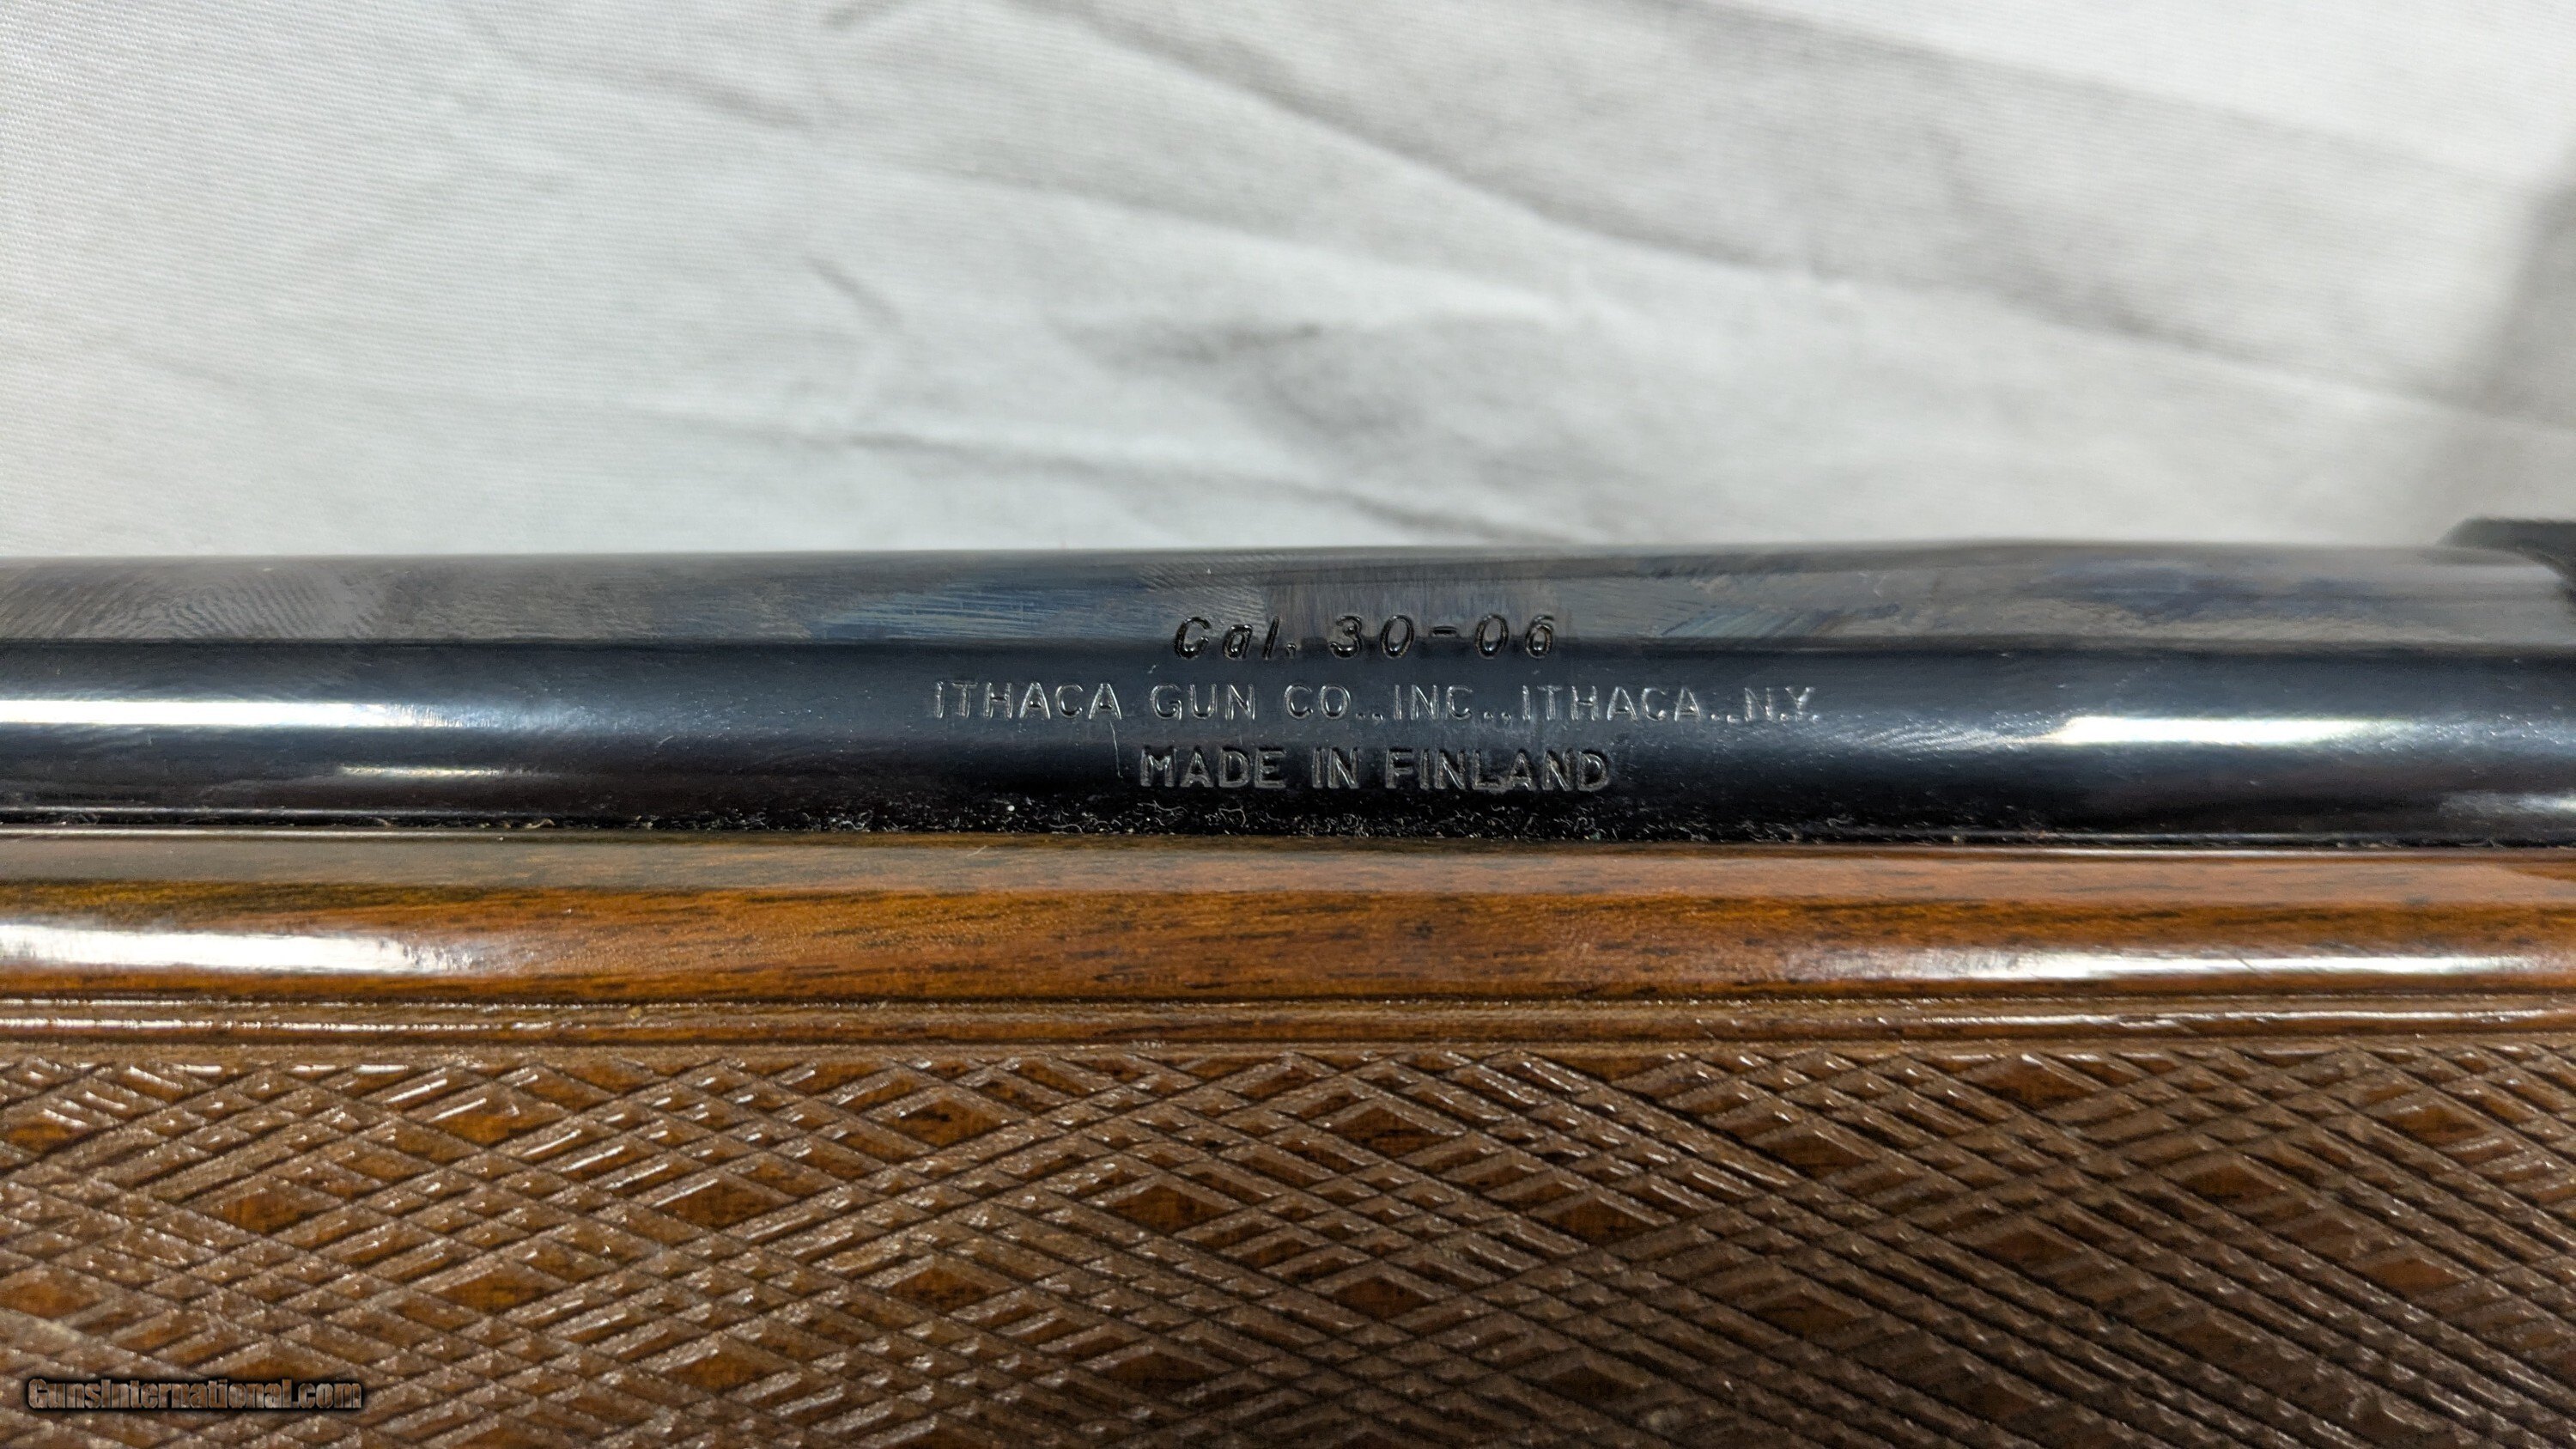 Cal. 30-06
ITHACA GUN CO., INC., ITHACA., N.Y.
MADE IN FINLAND
GunsInternational.com